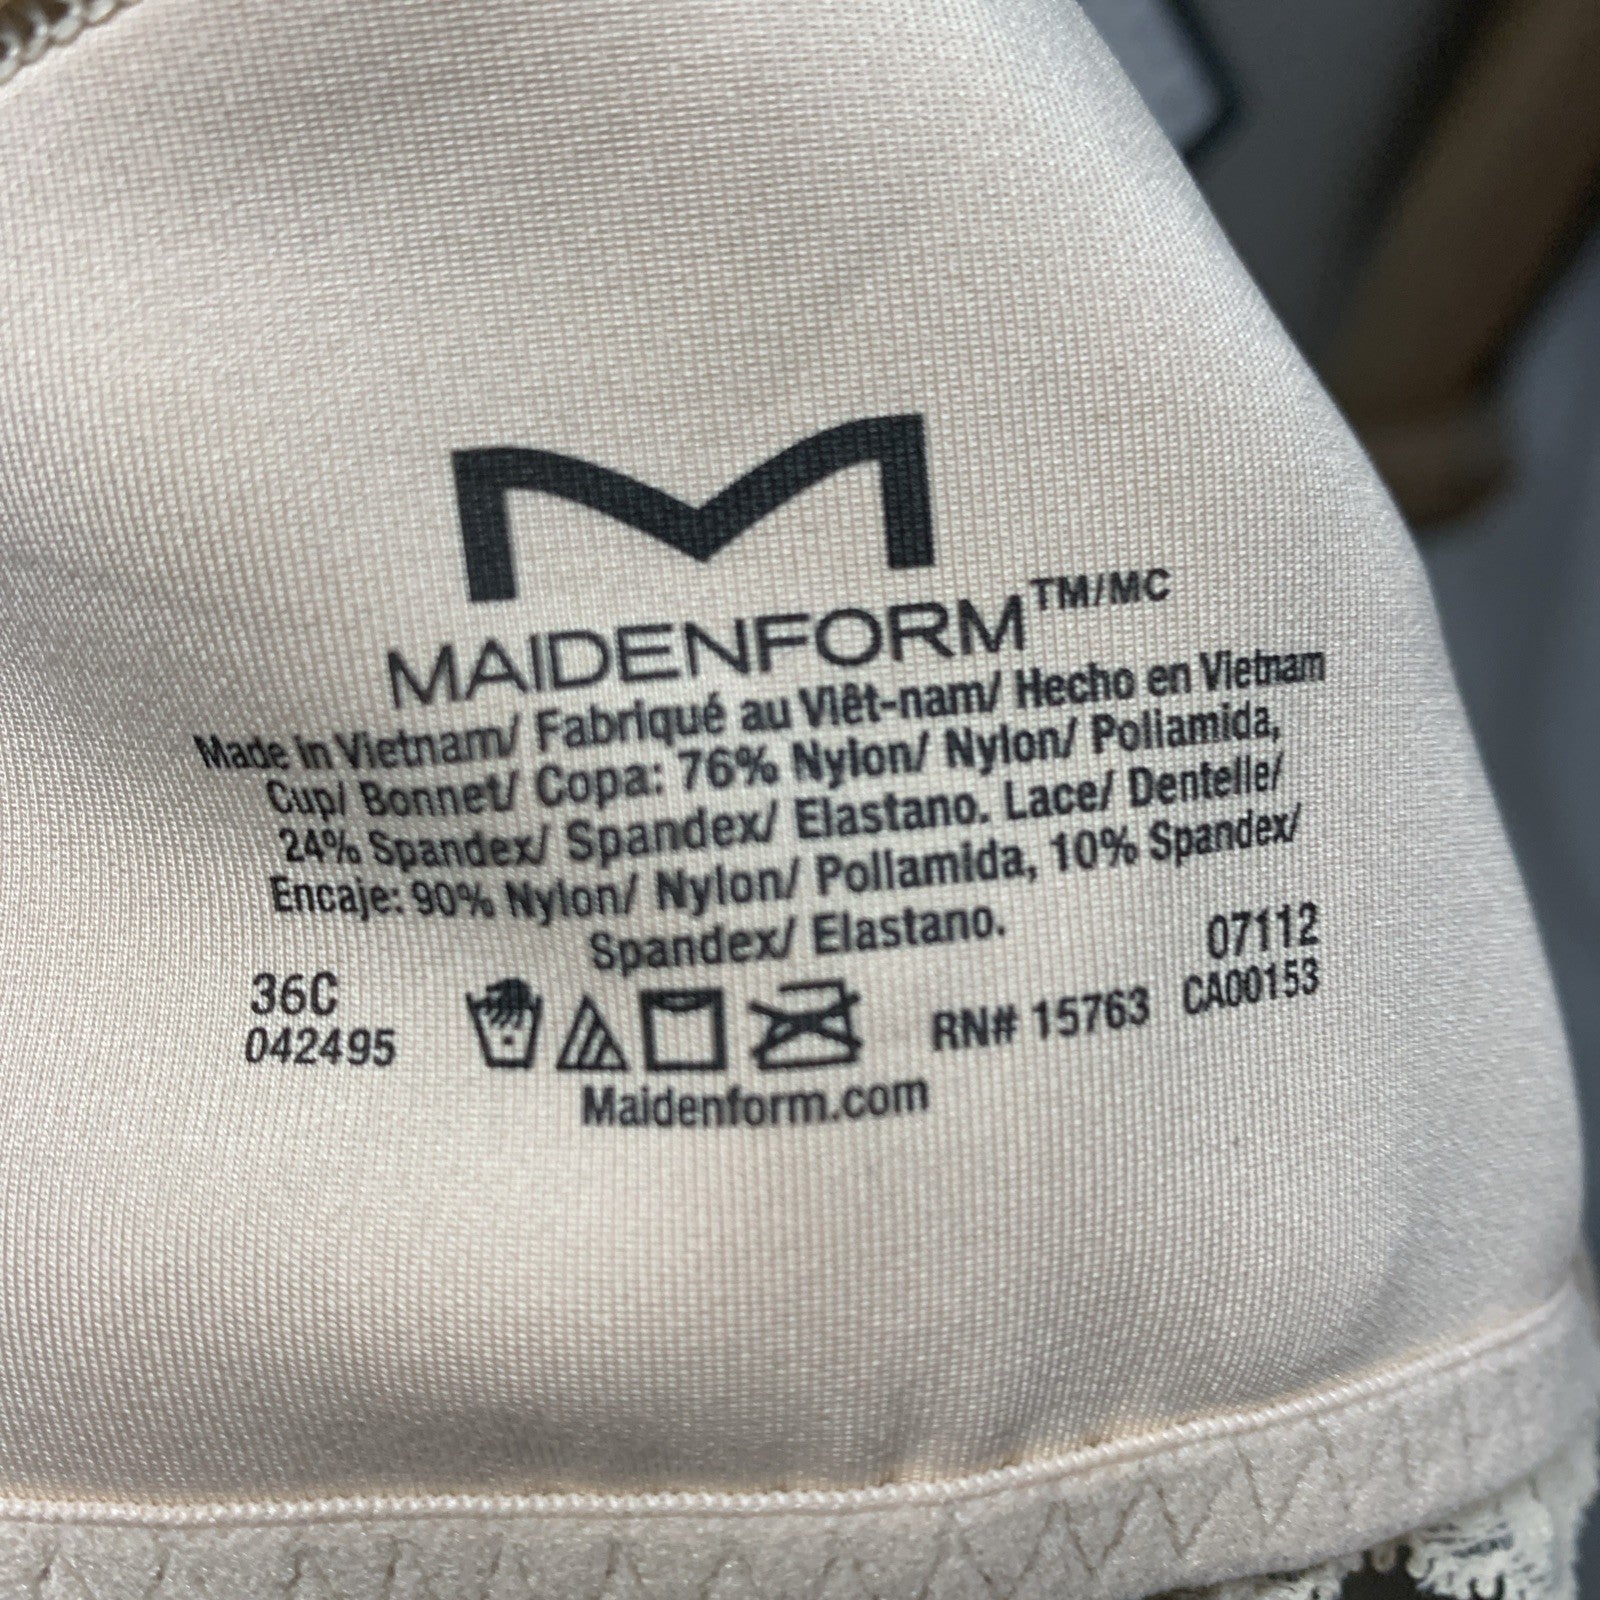 M
MAIDENFORM™/MC
Made in Vietnam/ Fabriqué au Viêt-nam/ Hecho en Vietnam
Cup/ Bonnet/ Copa: 76% Nylon/ Nylon/ Poliamida,
24% Spandex/ Spandex/ Elastano. Lace/ Dentelle/
Encaje: 90% Nylon/ Nylon/ Poliamida, 10% Spandex/
Spandex/ Elastano.
36C
042495
RN# 15763
07112
CA00153
Maidenform.com